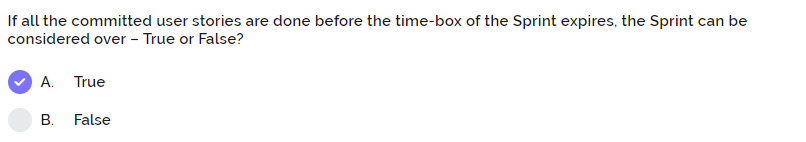 If all the committed user stories are done before the time-box of the Sprint expires, the Sprint can be
considered over – True or False?
A. True
B. False